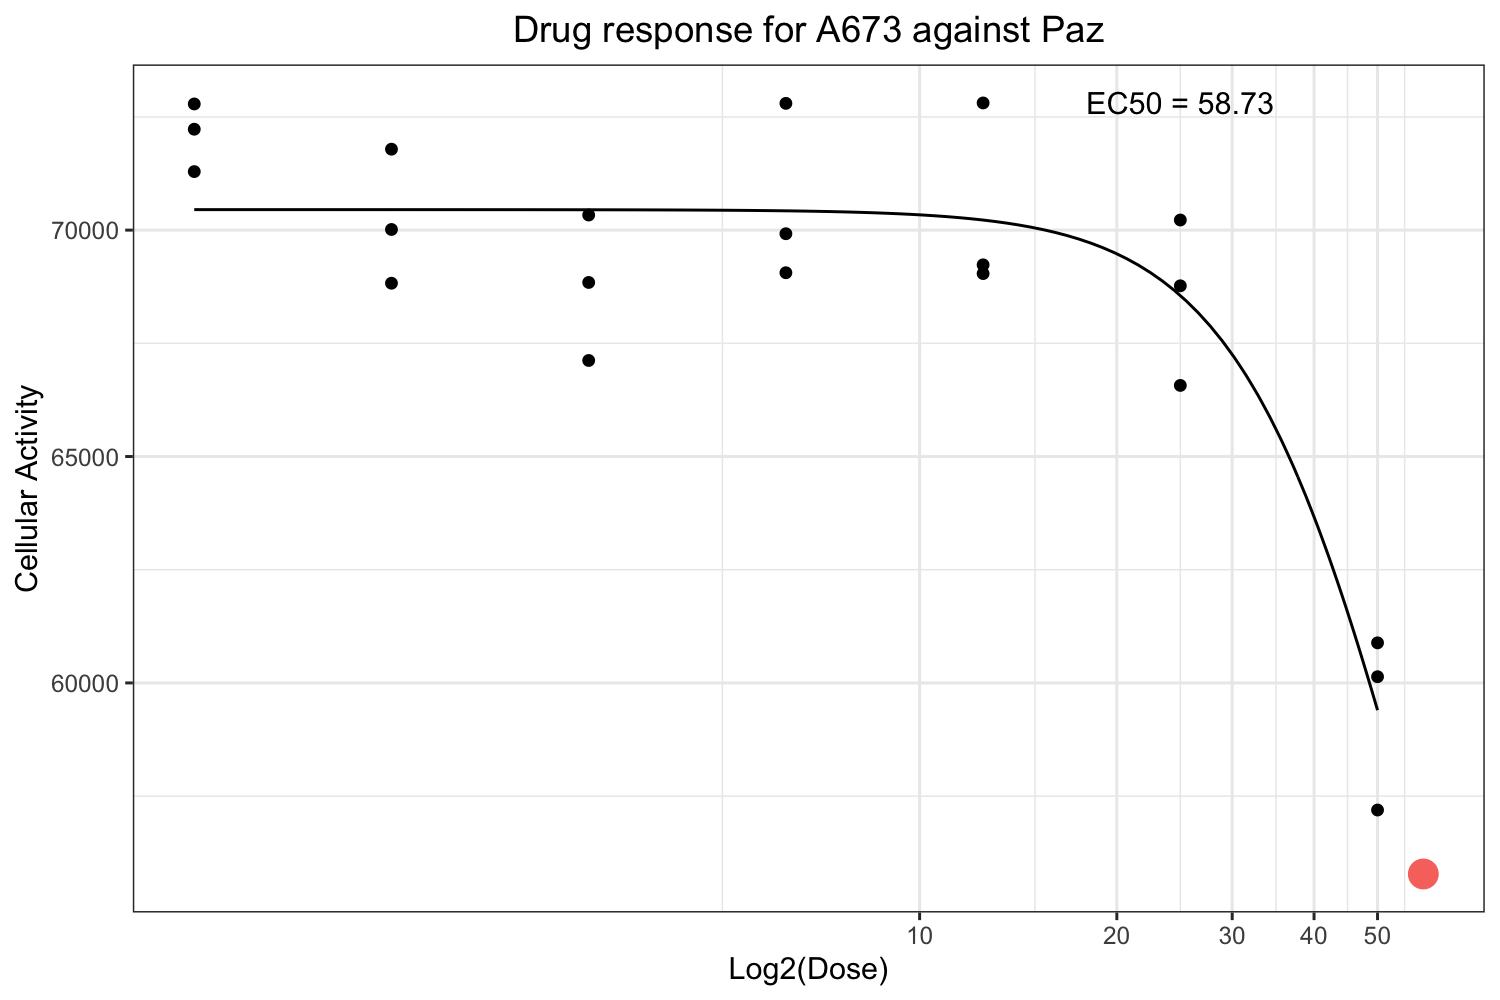 Drug response for A673 against Paz
EC50 = 58.73
Cellular Activity
70000
65000
60000
10
20
30
40
50
Log2(Dose)